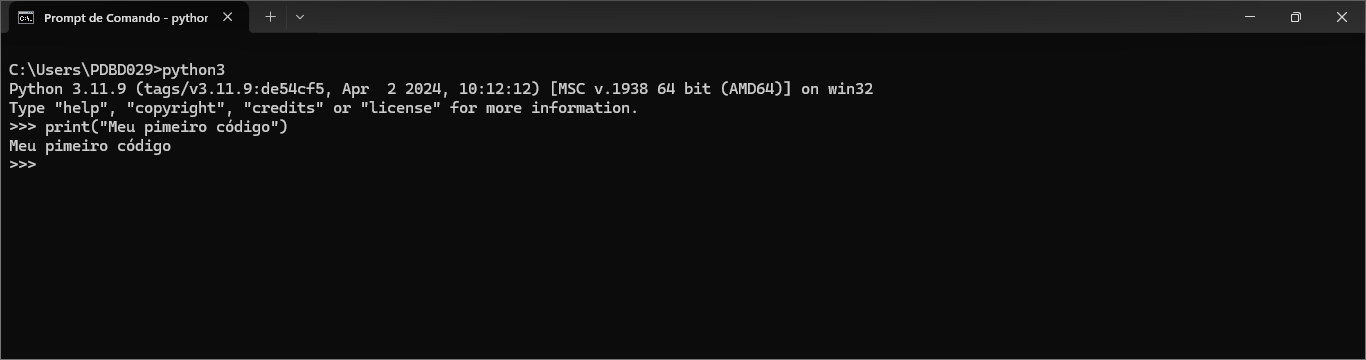 Prompt de Comando - python
C:\Users\PDBD029>python3
Python 3.11.9 (tags/v3.11.9:de54cf5, Apr  2 2024, 10:12:12) [MSC v.1938 64 bit (AMD64)] on win32
Type "help", "copyright", "credits" or "license" for more information.
>>> print("Meu pimeiro código")
Meu pimeiro código
>>>